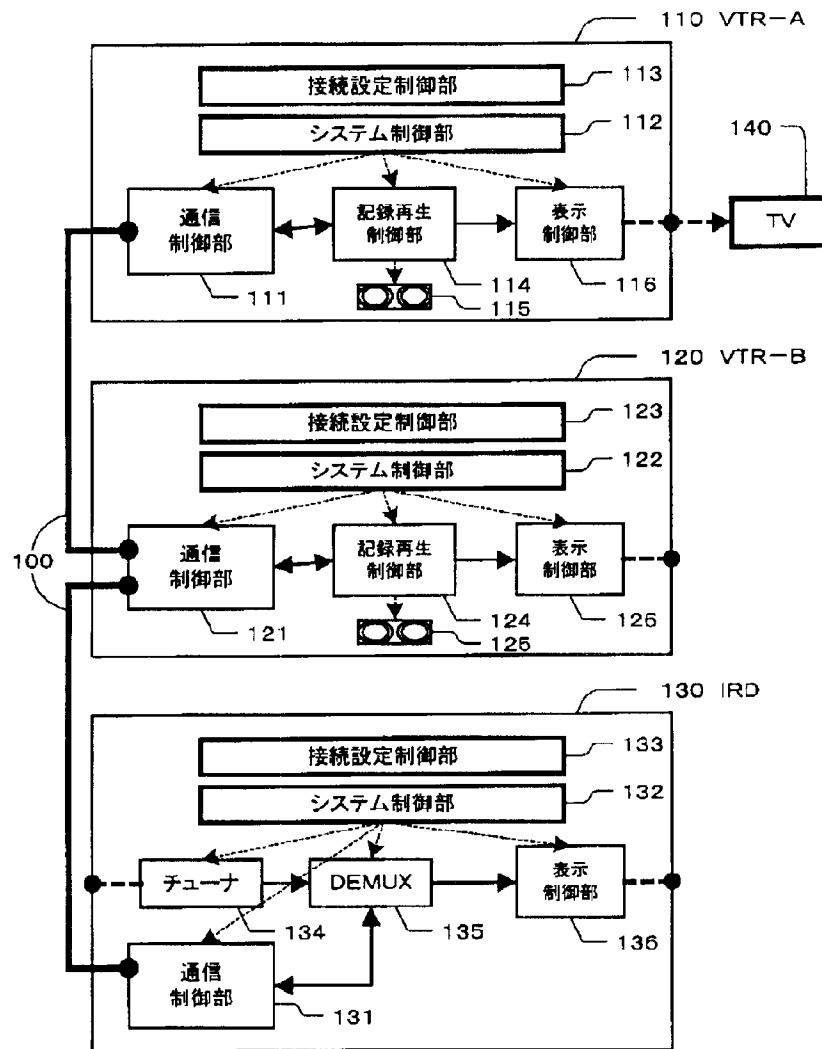 110 VTR-A
接続設定制御部
113
システム制御部
112
140
TV
通信
制御部
記録再生
制御部
表示
制御部
111
114
116
115
120 VTR-B
接続設定制御部
123
システム制御部
122
100
通信
制御部
記録再生
制御部
表示
制御部
121
124
126
125
130 IRD
接続設定制御部
133
システム制御部
132
チューナ
DEMUX
表示
制御部
134
135
136
通信
制御部
131